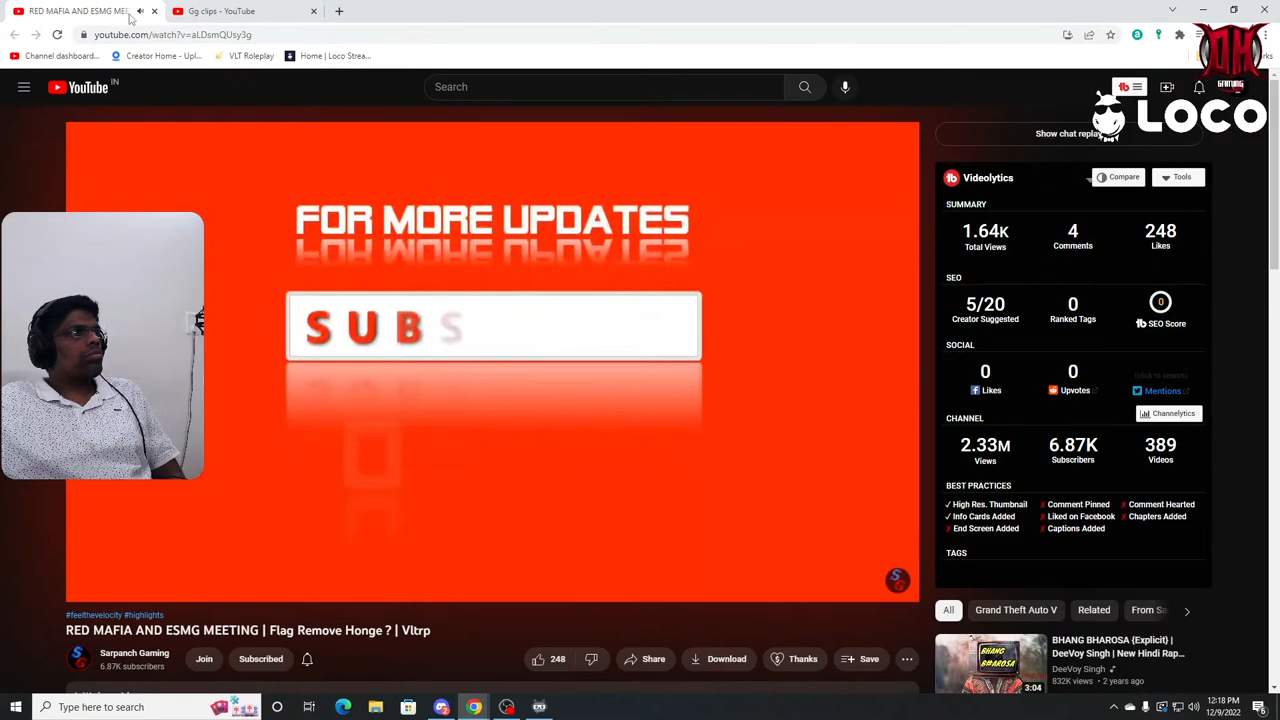 RED MAFIA AND ESMG MEE
Gg clips - YouTube
youtube.com/watch?v=aLDsmQUsy3g
Channel dashboard...
Creator Home - Upl...
VLT Roleplay
Home | Loco Strea...
YouTube IN
Search
LOCO
Show chat replay
FOR MORE UPDATES
SUBS
Videolytics
Compare
Tools
SUMMARY
1.64K
4
248
Total Views
Comments
Likes
SEO
5/20
0
0
Creator Suggested
Ranked Tags
SEO Score
SOCIAL
0
0
(click to search)
Likes
Upvotes
Mentions
Channelytics
CHANNEL
2.33M
6.87K
389
Views
Subscribers
Videos
BEST PRACTICES
✓ High Res. Thumbnail
✗ Comment Pinned
✗ Comment Hearted
✓ Info Cards Added
✗ Liked on Facebook
✗ Chapters Added
✗ End Screen Added
✗ Captions Added
TAGS
#feelthevelocity #highlights
RED MAFIA AND ESMG MEETING | Flag Remove Honge ? | Vltrp
Sarpanch Gaming
6.87K subscribers
Join
Subscribed
248
Share
Download
Thanks
Save
All
Grand Theft Auto V
Related
From Sa
BHANG BHAROSA {Explicit} |
DeeVoy Singh | New Hindi Rap...
DeeVoy Singh
832K views • 2 years ago
3:04
Type here to search
12:18 PM
12/9/2022